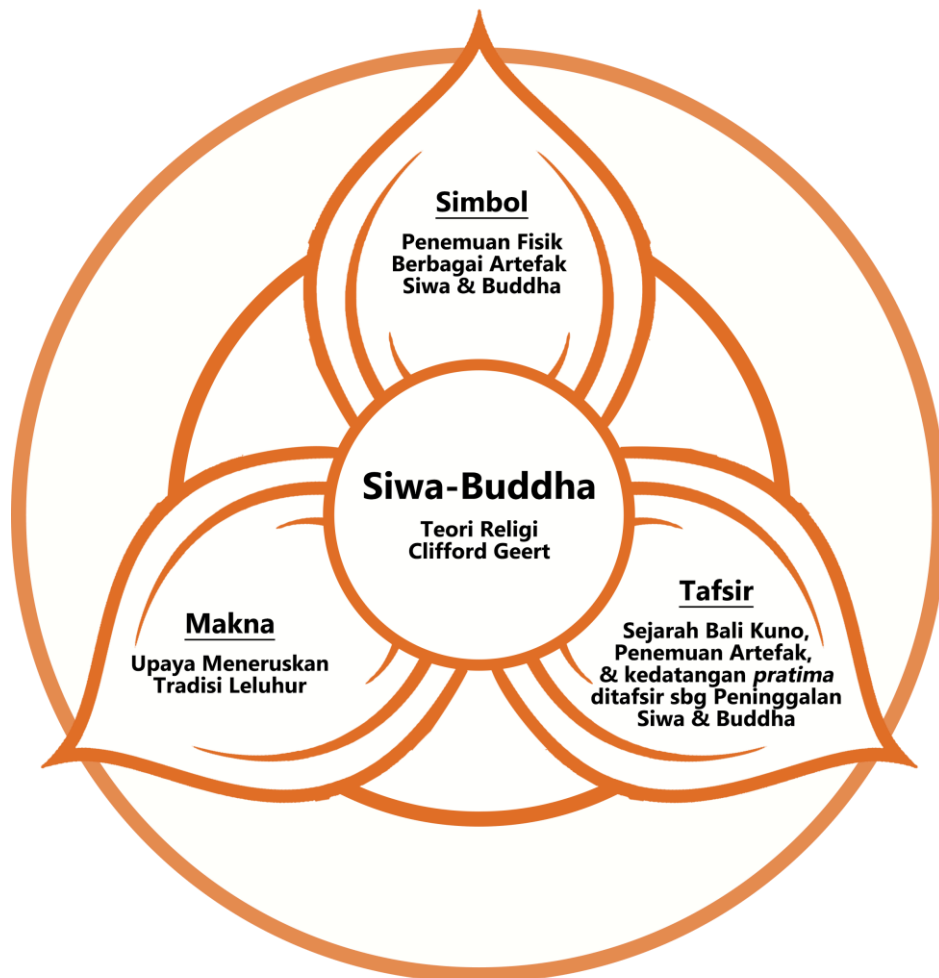 Simbol
Penemuan Fisik
Berbagai Artefak
Siwa & Buddha
Siwa-Buddha
Teori Religi
Clifford Geert
Makna
Upaya Meneruskan
Tradisi Leluhur
Tafsir
Sejarah Bali Kuno,
Penemuan Artefak,
& kedatangan pratima
ditafsir sbg Peninggalan
Siwa & Buddha